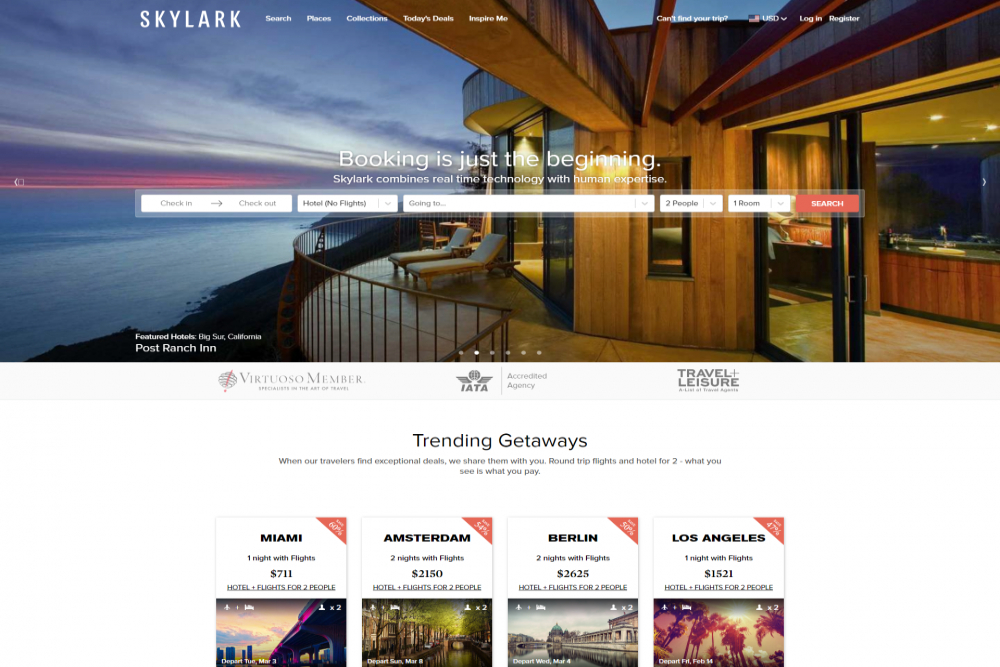 SKYLARK
Search Places Collections Today's Deals Inspire Me
Can't find your trip? USD Log in Register
Booking is just the beginning.
Skylark combines real time technology with human expertise.
Check in → Check out Hotel (No Flights) Going to... 2 People 1 Room SEARCH
Featured Hotels: Big Sur, California
Post Ranch Inn
VIRTUOSO MEMBER.
SPECIALISTS IN THE ART OF TRAVEL
IATA
Accredited
Agency
TRAVEL+
LEISURE
A-List of Travel Agents
Trending Getaways
When our travelers find exceptional deals, we share them with you. Round trip flights and hotel for 2 - what you
see is what you pay.
60%
MIAMI
1 night with Flights
$711
HOTEL + FLIGHTS FOR 2 PEOPLE
+ x 2
Depart Tue, Mar 3
54%
AMSTERDAM
2 nights with Flights
$2150
HOTEL + FLIGHTS FOR 2 PEOPLE
+ x 2
Depart Sun, Mar 8
50%
BERLIN
2 nights with Flights
$2625
HOTEL + FLIGHTS FOR 2 PEOPLE
+ x 2
Depart Wed, Mar 4
47%
LOS ANGELES
1 night with Flights
$1521
HOTEL + FLIGHTS FOR 2 PEOPLE
+ x 2
Depart Fri, Feb 14